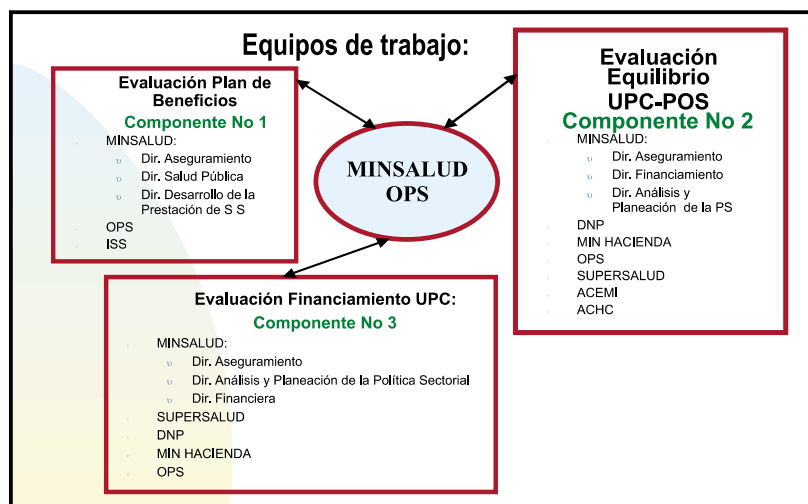 Equipos de trabajo:
Evaluación Plan de
Beneficios
Componente No 1
MINSALUD:
Dir. Aseguramiento
Dir. Salud Pública
Dir. Desarrollo de la
Prestación de S S
OPS
ISS
MINSALUD
OPS
Evaluación
Equilibrio
UPC-POS
Componente No 2
MINSALUD:
Dir. Aseguramiento
Dir. Financiamiento
Dir. Análisis y
Planeación de la PS
DNP
MIN HACIENDA
OPS
SUPERSALUD
ACEMI
ACHC
Evaluación Financiamiento UPC:
Componente No 3
MINSALUD:
Dir. Aseguramiento
Dir. Análisis y Planeación de la Política Sectorial
Dir. Financiera
SUPERSALUD
DNP
MIN HACIENDA
OPS